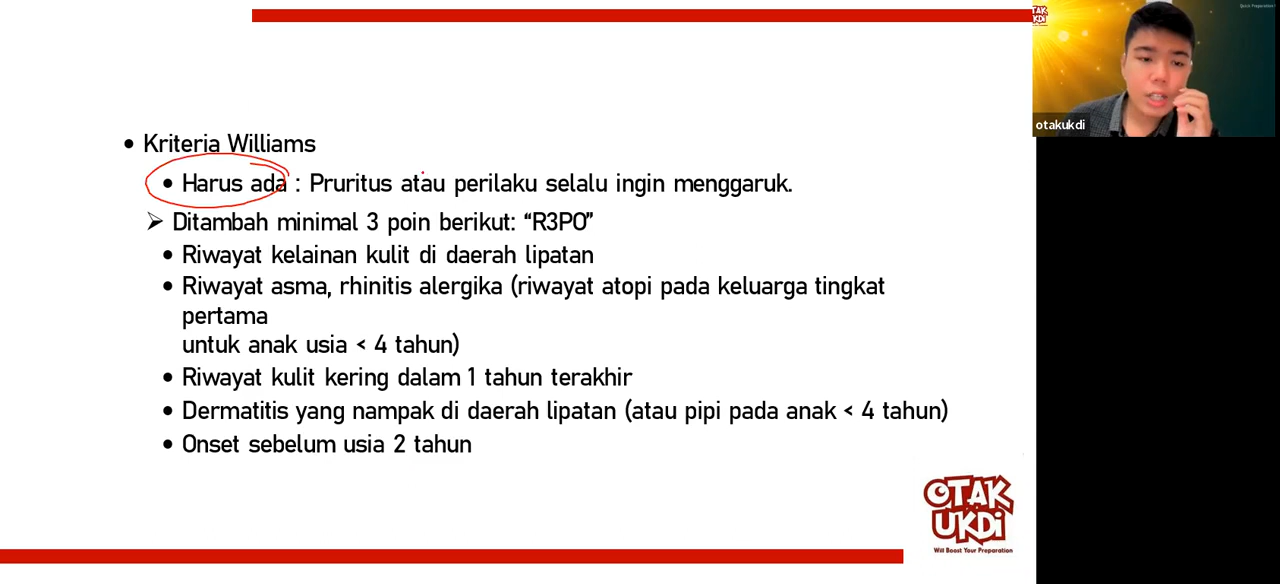 Kriteria Williams
Harus ada : Pruritus atau perilaku selalu ingin menggaruk.
Ditambah minimal 3 poin berikut: “R3PO”
Riwayat kelainan kulit di daerah lipatan
Riwayat asma, rhinitis alergika (riwayat atopi pada keluarga tingkat
pertama
untuk anak usia < 4 tahun)
Riwayat kulit kering dalam 1 tahun terakhir
Dermatitis yang nampak di daerah lipatan (atau pipi pada anak < 4 tahun)
Onset sebelum usia 2 tahun
OTAK
UKDI
otakukdi
OTAK
UKDi
Will Boost Your Preparation